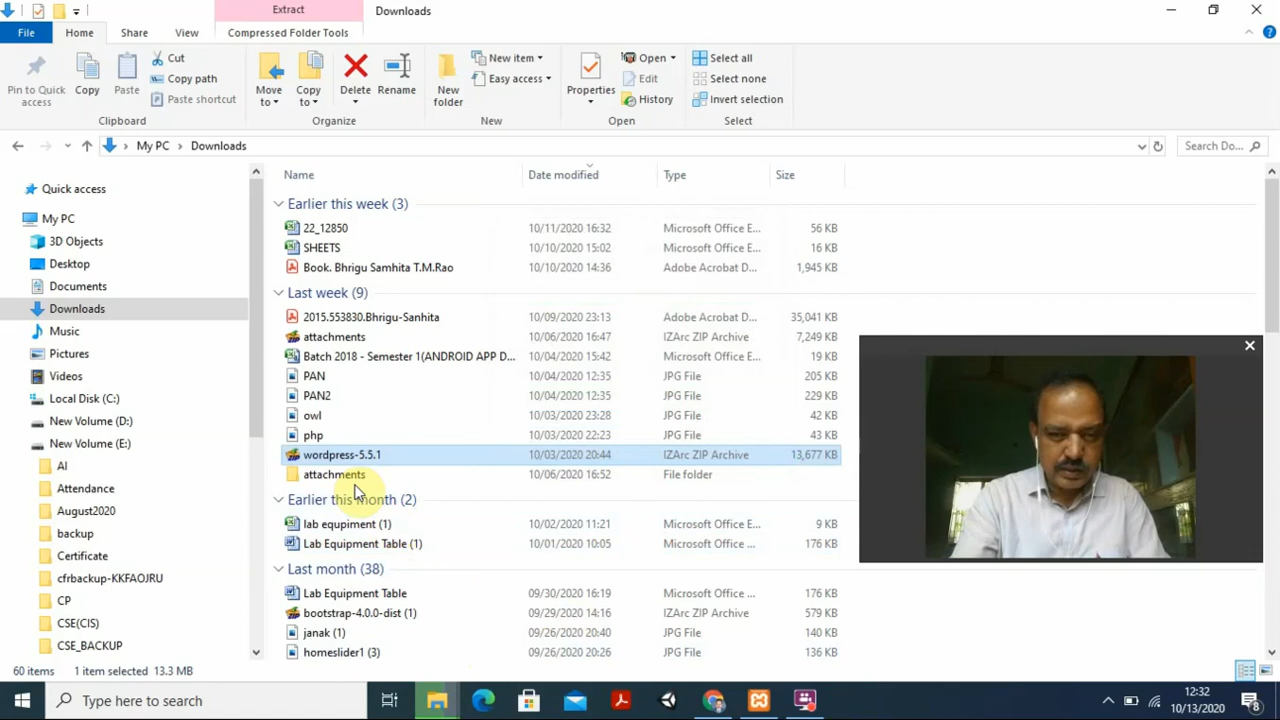 Extract
Downloads
File
Home
Share
View
Compressed Folder Tools
Pin to Quick access
Copy
Paste
Cut
Copy path
Paste shortcut
Clipboard
Move to
Copy to
Delete
Rename
Organize
New folder
New item
Easy access
New
Properties
Open
Edit
History
Open
Select all
Select none
Invert selection
Select
My PC
Downloads
Search Do...
Name
Date modified
Type
Size
Quick access
My PC
3D Objects
Desktop
Documents
Downloads
Music
Pictures
Videos
Local Disk (C:)
New Volume (D:)
New Volume (E:)
AI
Attendance
August2020
backup
Certificate
cfrbackup-KKFAOJRU
CP
CSE(CIS)
CSE_BACKUP
Earlier this week (3)
22_12850 10/11/2020 16:32 Microsoft Office E... 56 KB
SHEETS 10/10/2020 15:02 Microsoft Office E... 16 KB
Book. Bhrigu Samhita T.M.Rao 10/10/2020 14:36 Adobe Acrobat D... 1,945 KB
Last week (9)
2015.553830.Bhrigu-Sanhita 10/09/2020 23:13 Adobe Acrobat D... 35,041 KB
attachments 10/06/2020 16:47 IZArc ZIP Archive 7,249 KB
Batch 2018 - Semester 1(ANDROID APP D... 10/04/2020 15:42 Microsoft Office E... 19 KB
PAN 10/04/2020 12:35 JPG File 205 KB
PAN2 10/04/2020 12:35 JPG File 229 KB
owl 10/03/2020 23:28 JPG File 42 KB
php 10/03/2020 22:23 JPG File 43 KB
wordpress-5.5.1 10/03/2020 20:44 IZArc ZIP Archive 13,677 KB
attachments 10/06/2020 16:52 File folder
Earlier this month (2)
lab equpiment (1) 10/02/2020 11:21 Microsoft Office E... 9 KB
Lab Equipment Table (1) 10/01/2020 10:05 Microsoft Office ... 176 KB
Last month (38)
Lab Equipment Table 09/30/2020 16:19 Microsoft Office ... 176 KB
bootstrap-4.0.0-dist (1) 09/29/2020 14:16 IZArc ZIP Archive 579 KB
janak (1) 09/26/2020 20:40 JPG File 140 KB
homeslider1 (3) 09/26/2020 20:26 JPG File 136 KB
60 items 1 item selected 13.3 MB
Type here to search
12:32
10/13/2020
8